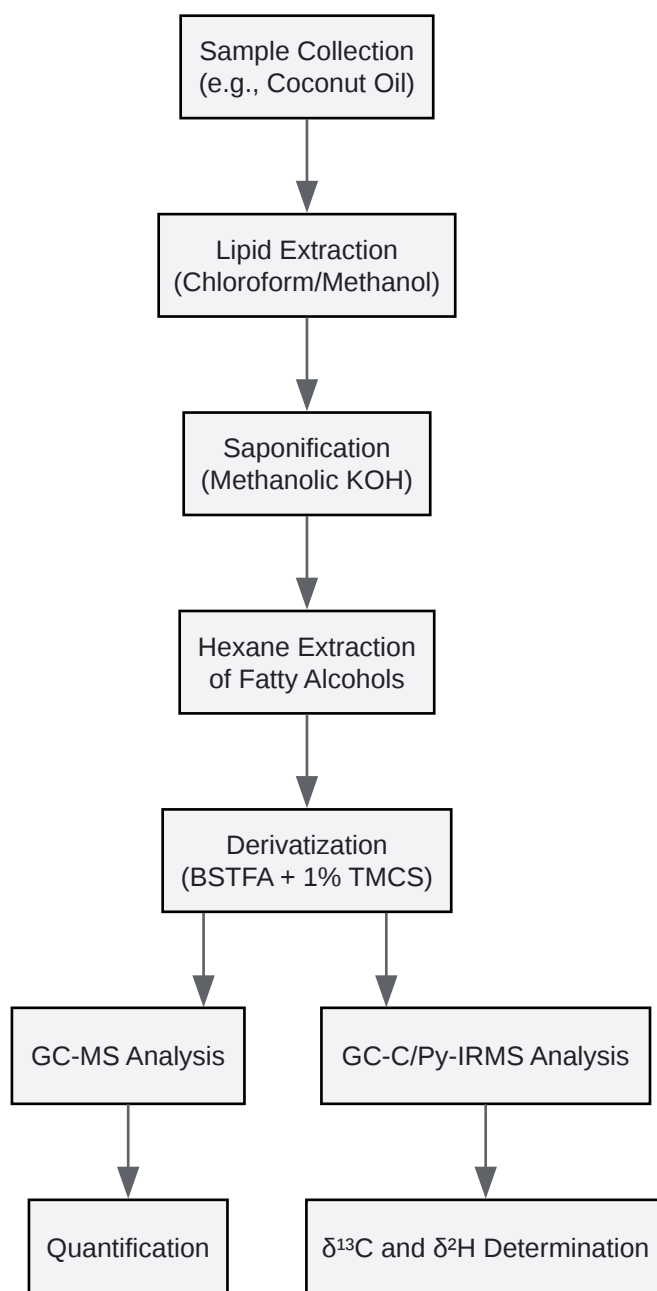 Sample Collection
(e.g., Coconut Oil)
Lipid Extraction
(Chloroform/Methanol)
Saponification
(Methanolic KOH)
Hexane Extraction
of Fatty Alcohols
Derivatization
(BSTFA + 1% TMCS)
GC-MS Analysis
GC-C/Py-IRMS Analysis
Quantification
δ¹³C and δ²H Determination